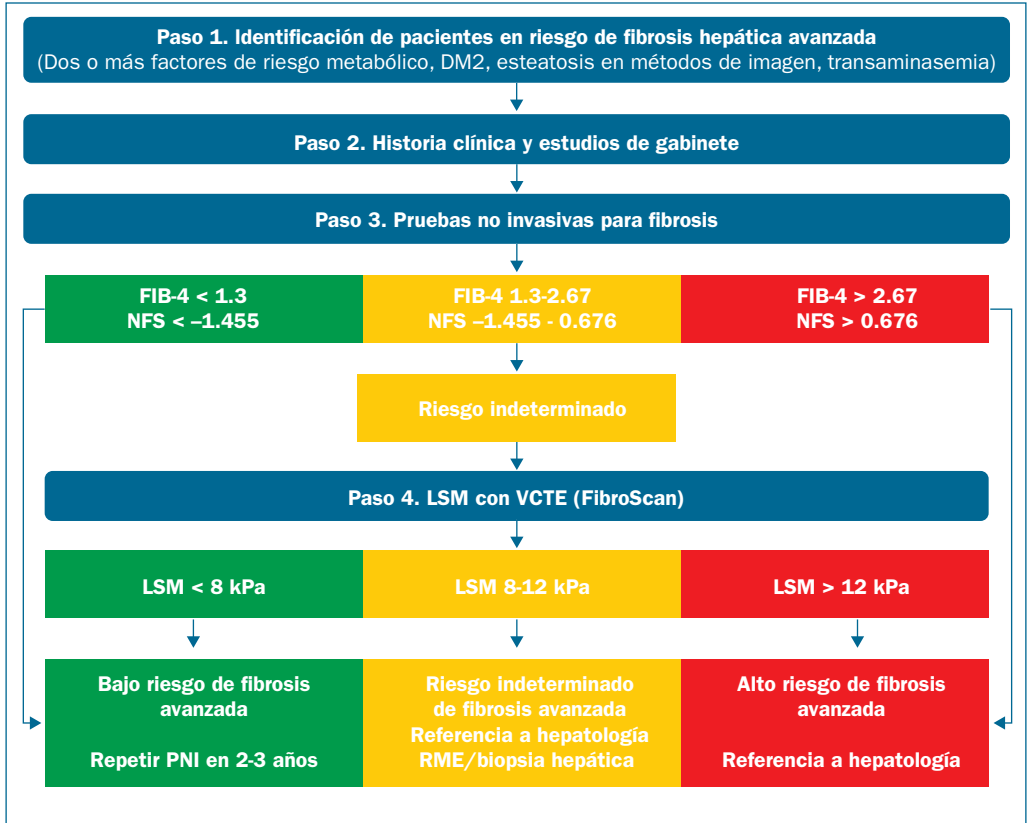 Paso 1. Identificación de pacientes en riesgo de fibrosis hepática avanzada
(Dos o más factores de riesgo metabólico, DM2, esteatosis en métodos de imagen, transaminasemia)
Paso 2. Historia clínica y estudios de gabinete
Paso 3. Pruebas no invasivas para fibrosis
FIB-4 < 1.3
NFS < –1.455
FIB-4 1.3-2.67
NFS –1.455 - 0.676
FIB-4 > 2.67
NFS > 0.676
Riesgo indeterminado
Paso 4. LSM con VCTE (FibroScan)
LSM < 8 kPa
LSM 8-12 kPa
LSM > 12 kPa
Bajo riesgo de fibrosis
avanzada
Repetir PNI en 2-3 años
Riesgo indeterminado
de fibrosis avanzada
Referencia a hepatología
RME/biopsia hepática
Alto riesgo de fibrosis
avanzada
Referencia a hepatología